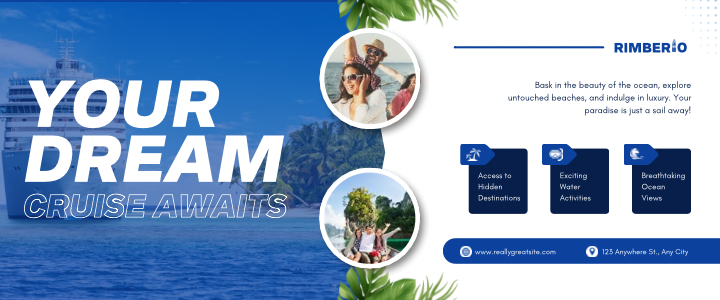 YOUR
DREAM
CRUISE AWAITS
RIMBERIO
Bask in the beauty of the ocean, explore
untouched beaches, and indulge in luxury. Your
paradise is just a sail away!
Access to
Hidden
Destinations
Exciting
Water
Activities
Breathtaking
Ocean
Views
www.reallygreatsite.com
123 Anywhere St., Any City